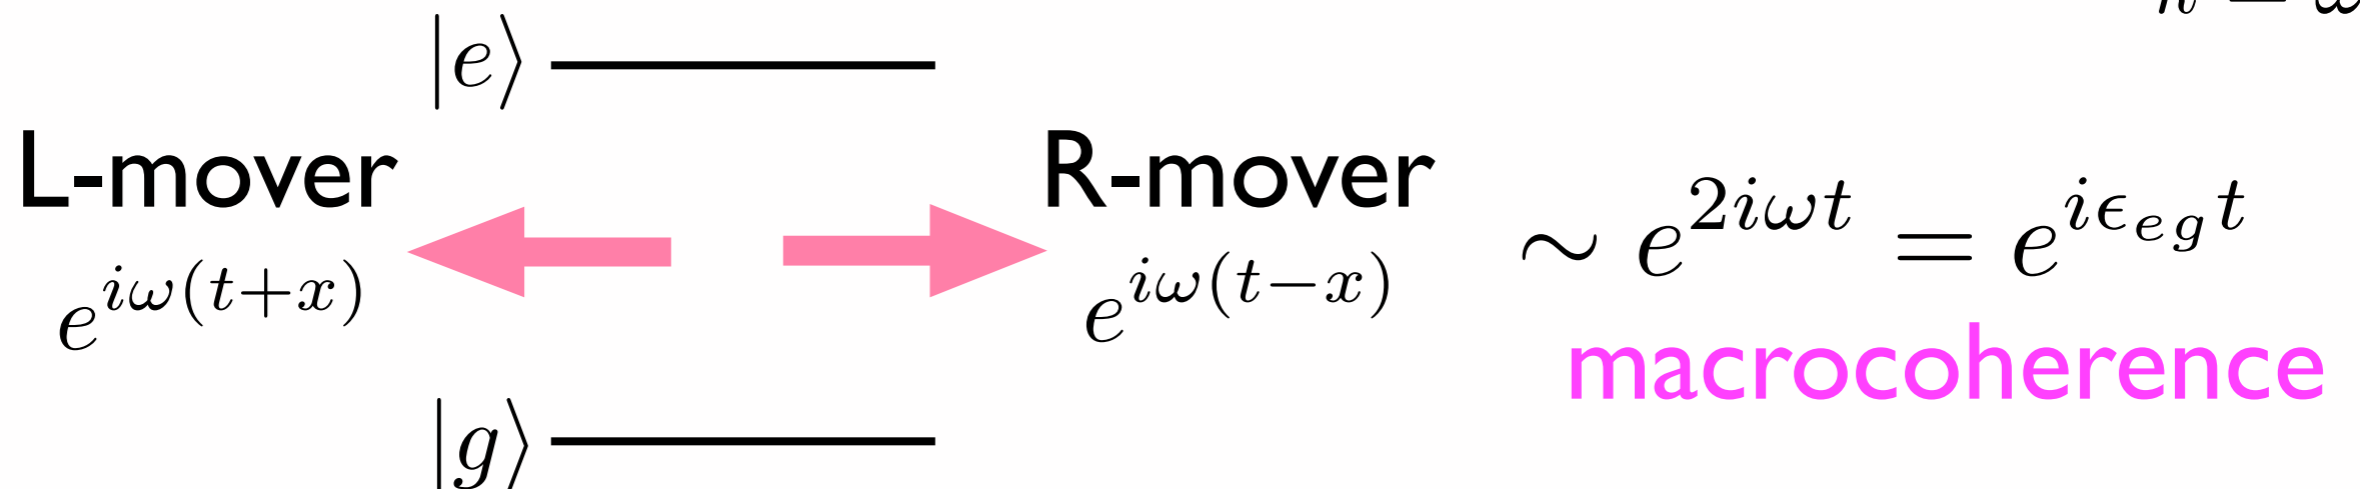 |e⟩
L-mover
e^{iω(t+x)}
R-mover
e^{iω(t−x)}
∼ e^{2iωt} = e^{iϵ_{eg}t}
macrocoherence
|g⟩